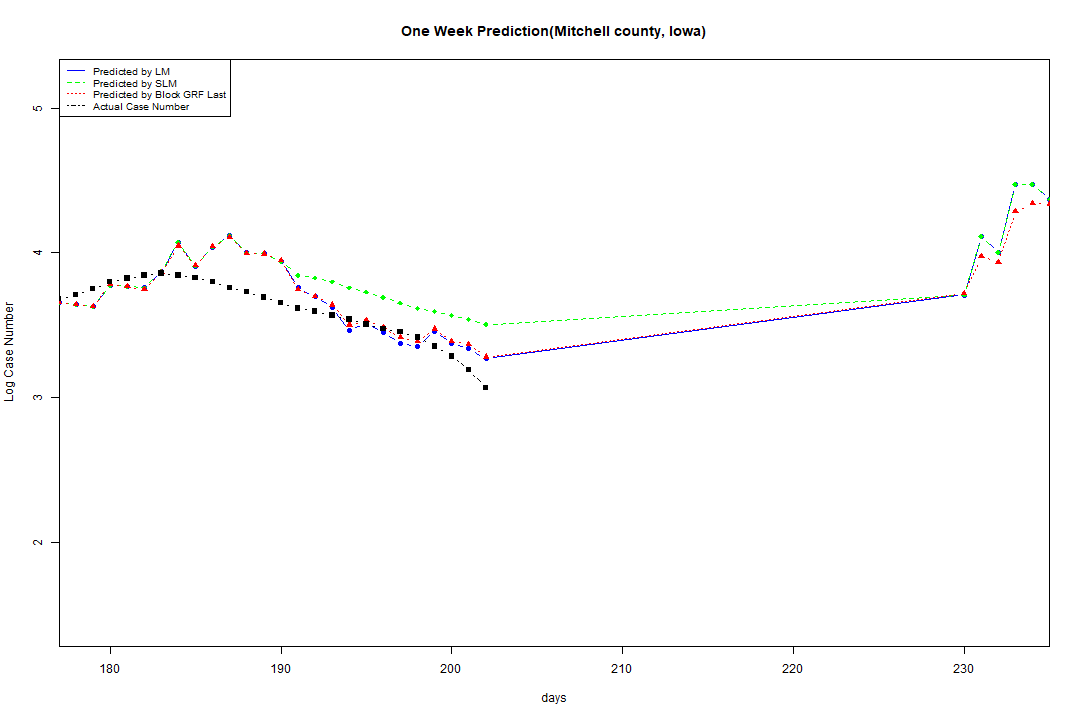 One Week Prediction(Mitchell county, Iowa)
Predicted by LM
Predicted by SLM
Predicted by Block GRF Last
Actual Case Number
5
4
3
2
Log Case Number
180 190 200 210 220 230
days